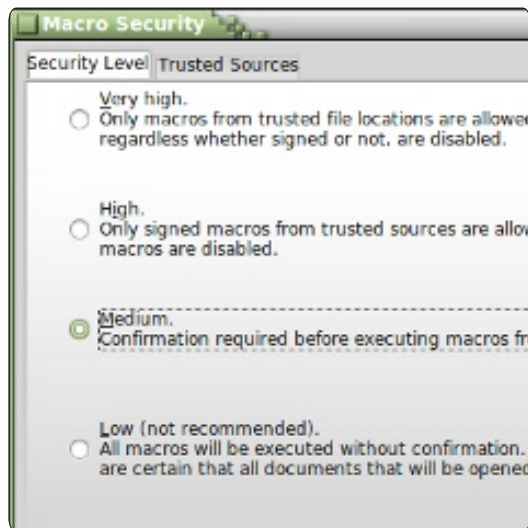 Macro Security
Security Level Trusted Sources
Very high.
Only macros from trusted file locations are
regardless whether signed or not, are disabled.
High.
Only signed macros from trusted sources are
macros are disabled.
Medium.
Confirmation required before executing macros
Low (not recommended).
All macros will be executed without confirmation.
are certain that all documents that will be opened